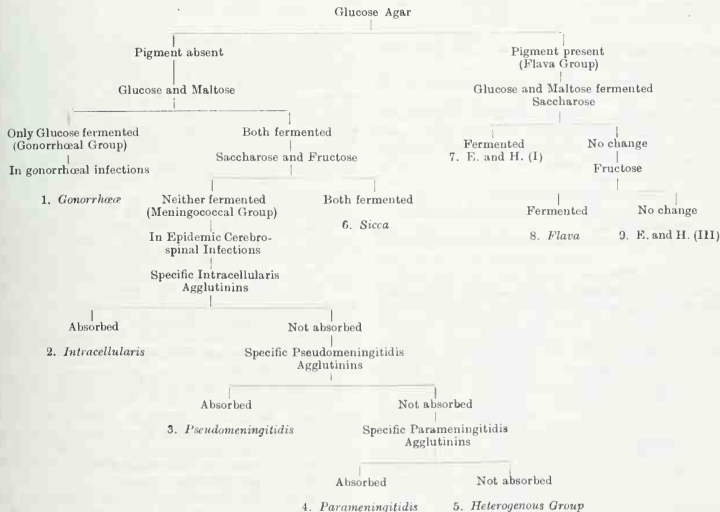 Glucose Agar
Pigment absent
Pigment present
(Flava Group)
Glucose and Maltose
Glucose and Maltose fermented
Saccharose
Only Glucose fermented
(Gonorrhœal Group)
In gonorrhœal infections
1. Gonorrhœæ
Both fermented
Saccharose and Fructose
Fermented
7. E. and H. (I)
No change
Fructose
Neither fermented
(Meningococcal Group)
In Epidemic Cerebro-
spinal Infections
Specific Intracellularis
Agglutinins
Both fermented
6. Sicca
Fermented
8. Flava
No change
9. E. and H. (III)
Absorbed
2. Intracellularis
Not absorbed
Specific Pseudomeningitidis
Agglutinins
Absorbed
3. Pseudomeningitidis
Not absorbed
Specific Parameningitidis
Agglutinins
Absorbed
4. Parameningitidis
Not absorbed
5. Heterogenous Group